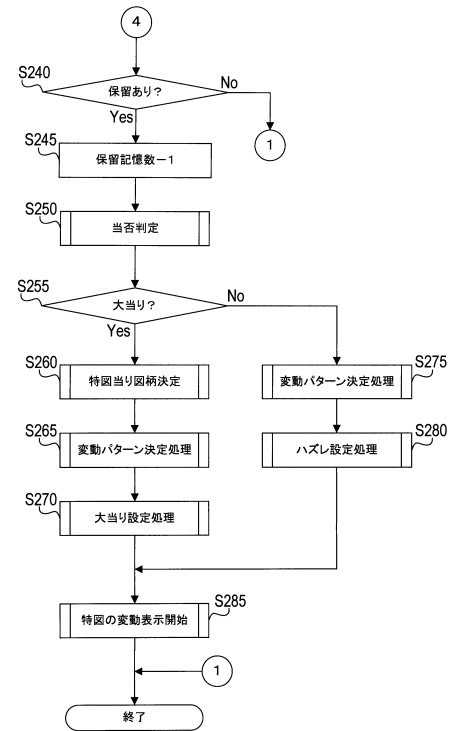 4
S240
保留あり？
No
Yes
1
S245
保留記憶数－1
S250
当否判定
S255
大当り？
No
Yes
S260
特図当り図柄決定
S275
変動パターン決定処理
S265
変動パターン決定処理
S280
ハズレ設定処理
S270
大当り設定処理
S285
特図の変動表示開始
1
終了